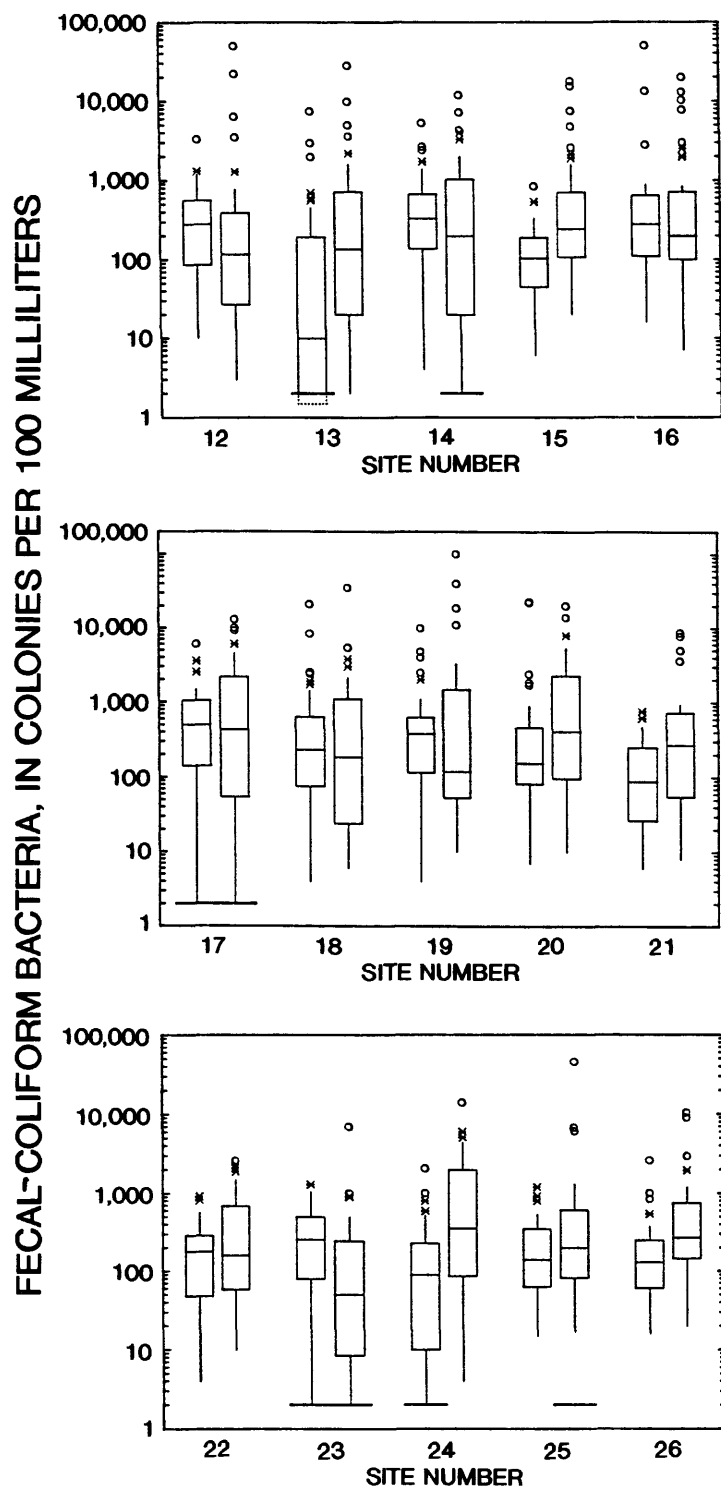 FECAL-COLIFORM BACTERIA, IN COLONIES PER 100 MILLILITERS
100,000
10,000
1,000
100
10
1
12 13 14 15 16
SITE NUMBER
100,000
10,000
1,000
100
10
1
17 18 19 20 21
SITE NUMBER
100,000
10,000
1,000
100
10
1
22 23 24 25 26
SITE NUMBER